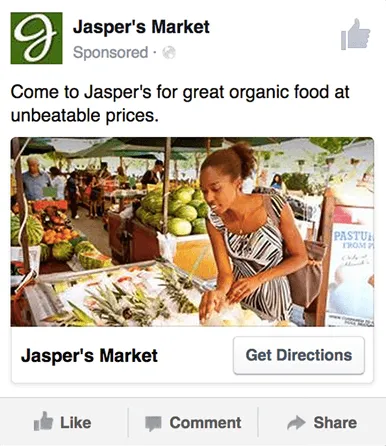 Jasper's Market
Sponsored ·
Come to Jasper's for great organic food at
unbeatable prices.
PASTU
FROM
Jasper's Market
Get Directions
Like
Comment
Share